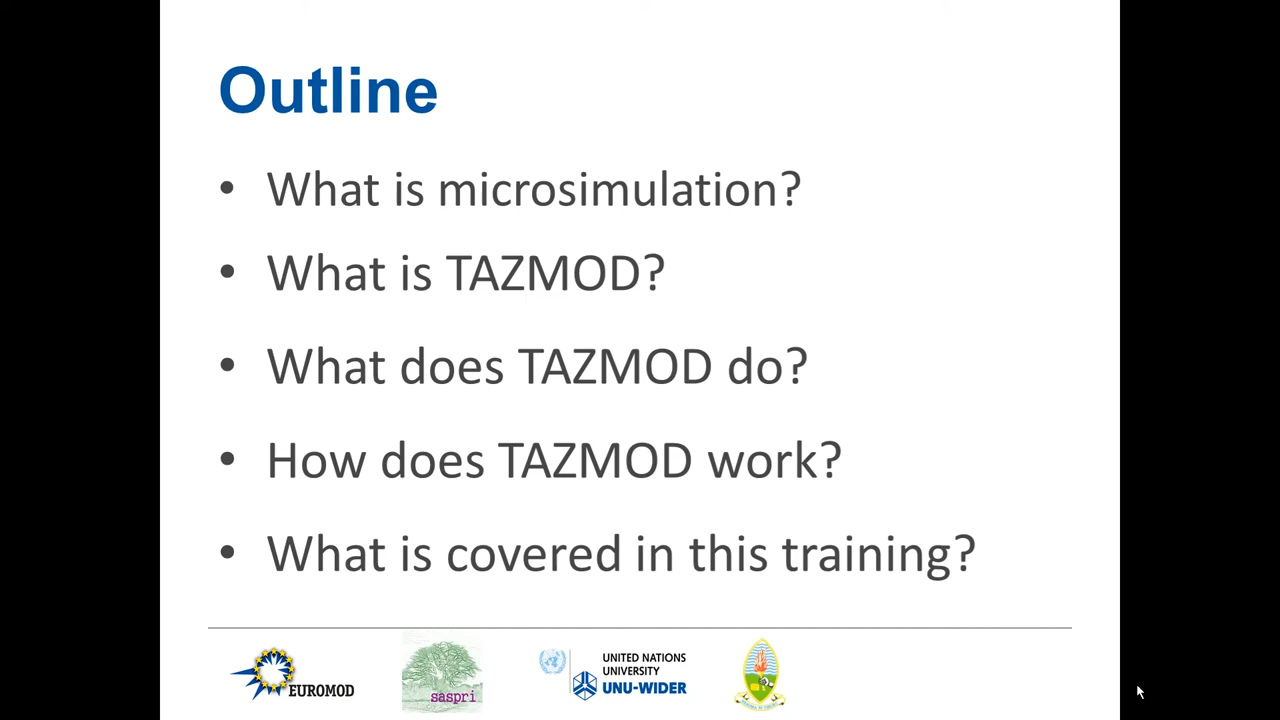 Outline
• What is microsimulation?
• What is TAZMOD?
• What does TAZMOD do?
• How does TAZMOD work?
• What is covered in this training?
EUROMOD
saspri
UNITED NATIONS
UNIVERSITY
UNU-WIDER